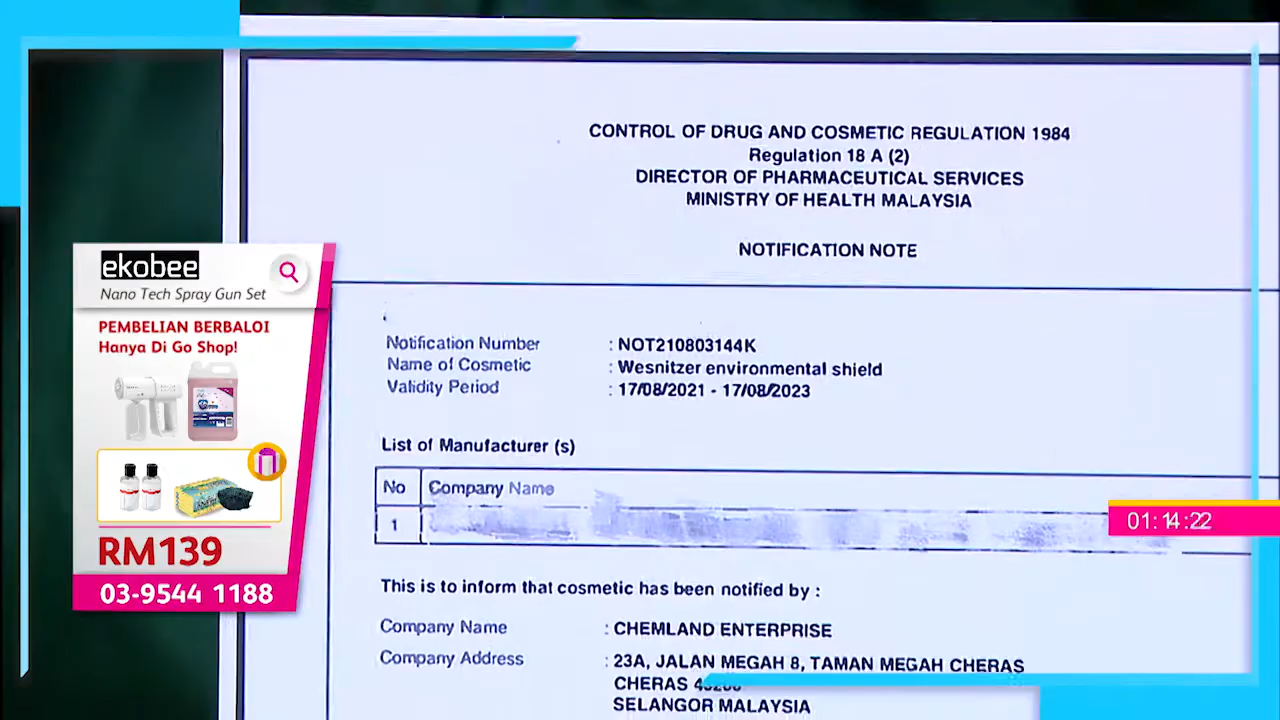 CONTROL OF DRUG AND COSMETIC REGULATION 1984
Regulation 18 A (2)
DIRECTOR OF PHARMACEUTICAL SERVICES
MINISTRY OF HEALTH MALAYSIA
NOTIFICATION NOTE
ekobee
Nano Tech Spray Gun Set
PEMBELIAN BERBALOI
Hanya Di Go Shop!
RM139
03-9544 1188
Notification Number : NOT210803144K
Name of Cosmetic : Wesnitzer environmental shield
Validity Period : 17/08/2021 - 17/08/2023
List of Manufacturer (s)
No Company Name
1
01:14:22
This is to inform that cosmetic has been notified by :
Company Name : CHEMLAND ENTERPRISE
Company Address : 23A, JALAN MEGAH 8, TAMAN MEGAH CHERAS
CHERAS
SELANGOR MALAYSIA